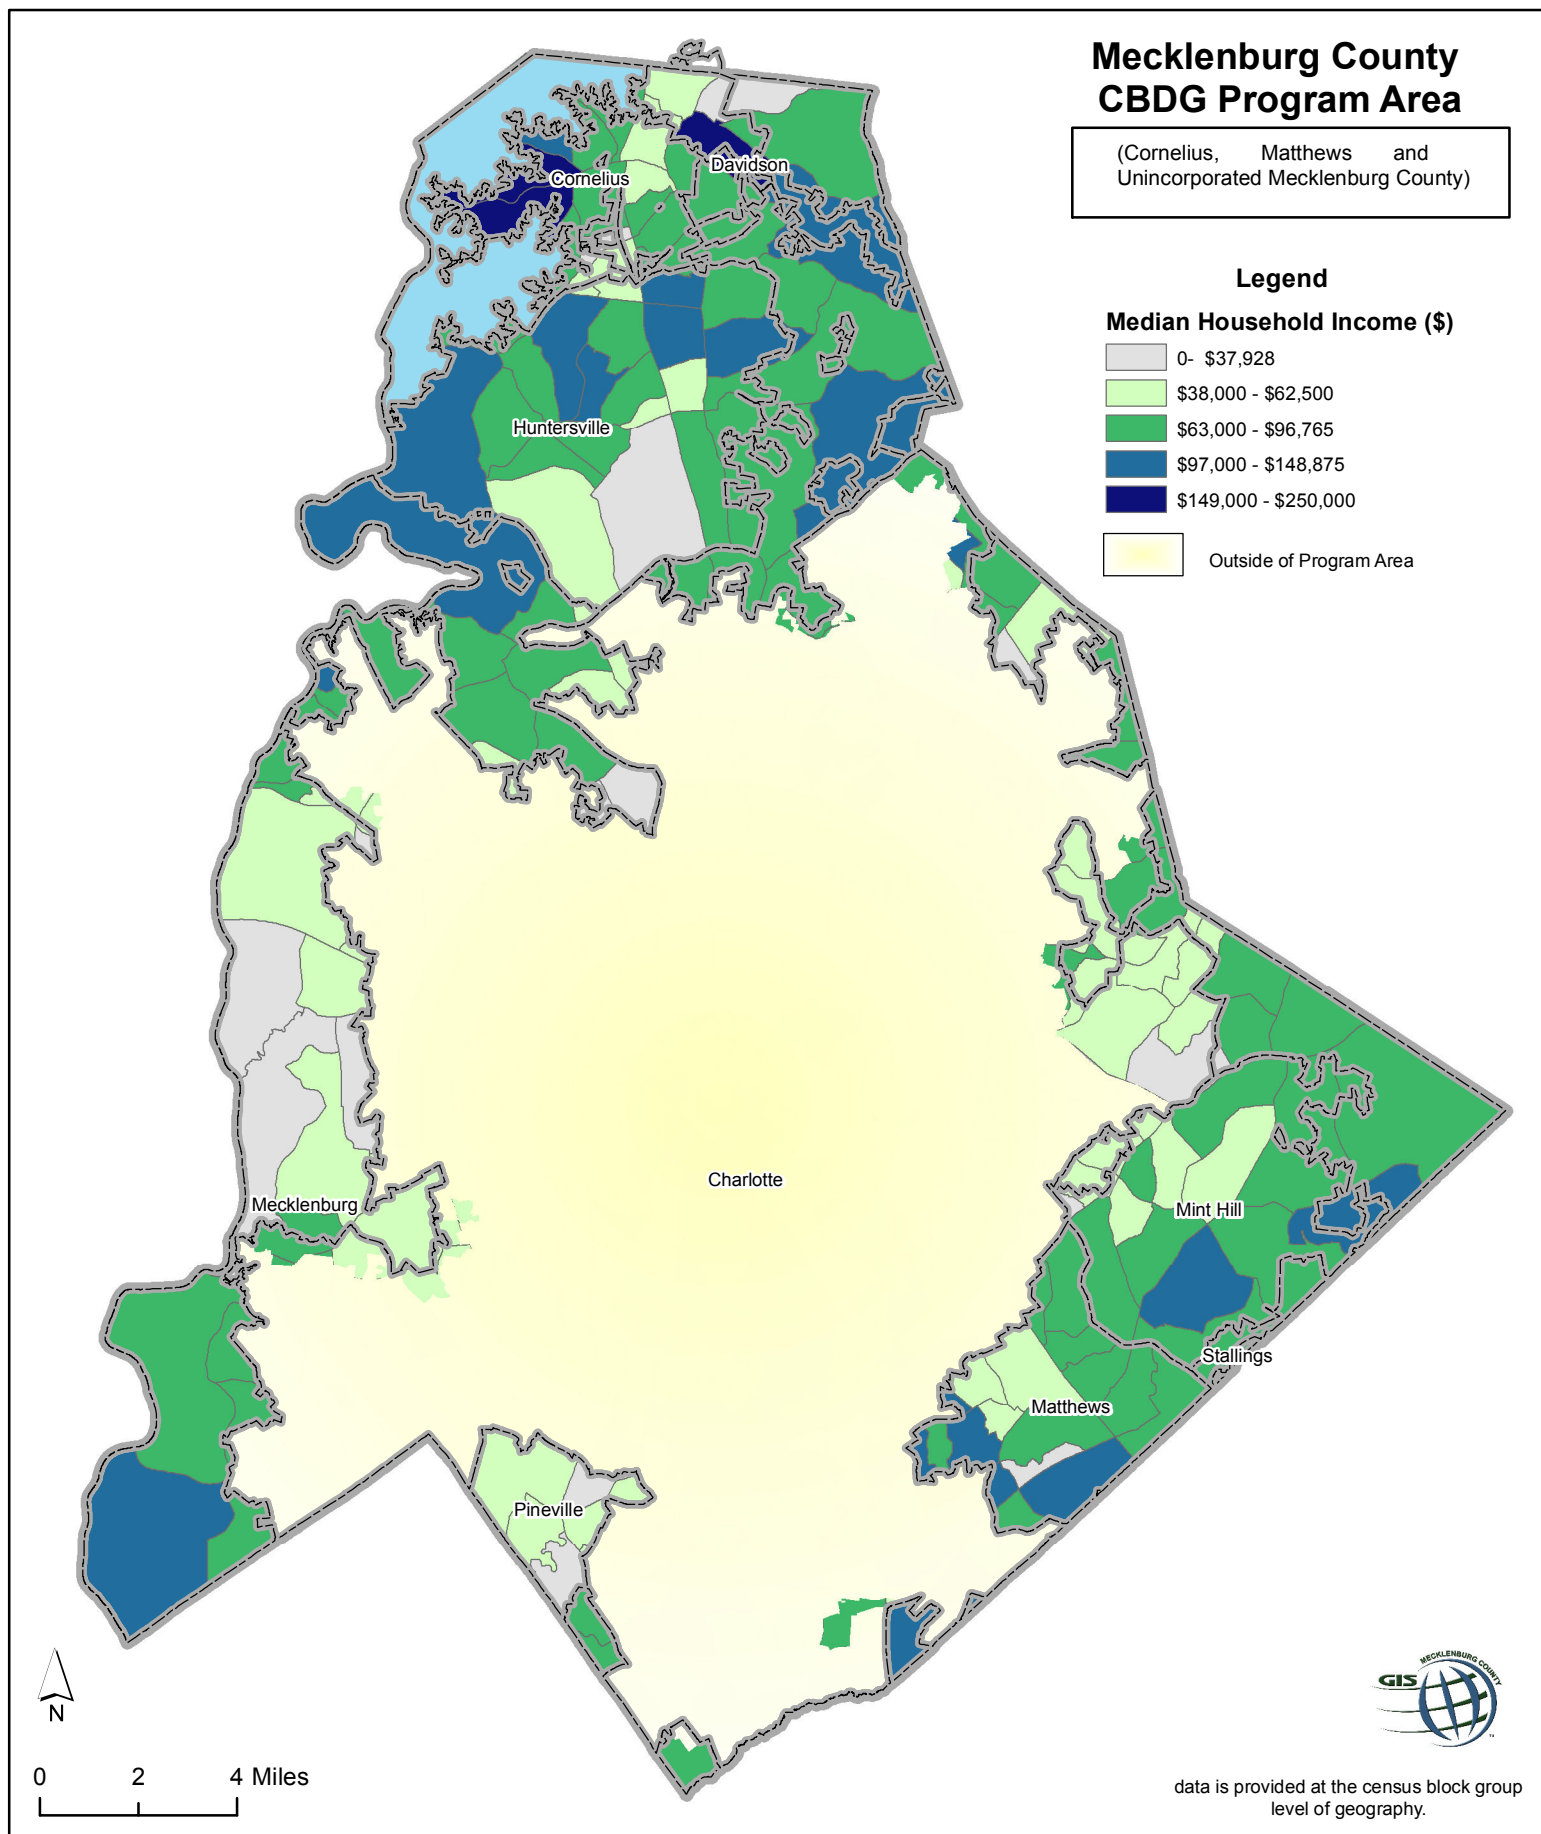 Mecklenburg County
CBDG Program Area
(Cornelius, Matthews and
Unincorporated Mecklenburg County)
Legend
Median Household Income ($)
0- $37,928
$38,000 - $62,500
$63,000 - $96,765
$97,000 - $148,875
$149,000 - $250,000
Outside of Program Area
Davidson
Cornelius
Huntersville
Charlotte
Mecklenburg
Mint Hill
Stallings
Matthews
Pineville
N
0 2 4 Miles
MECKLENBURG COUNTY
GIS
data is provided at the census block group
level of geography.